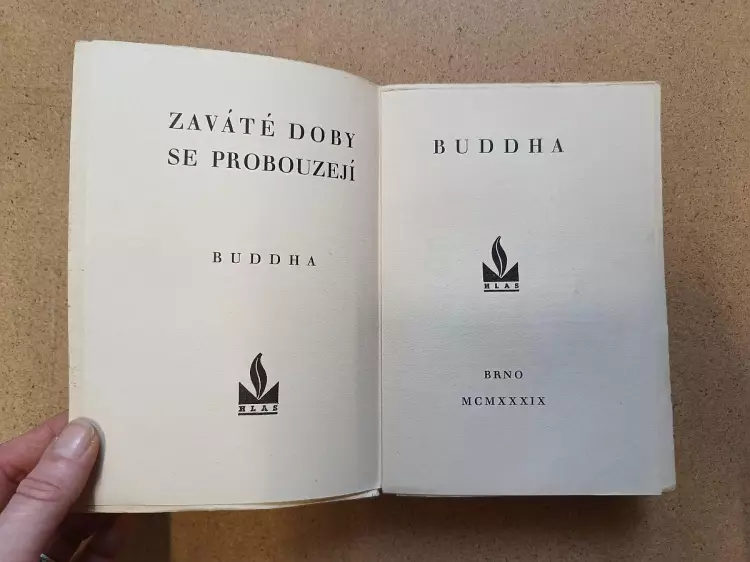 ZAVÁTÉ DOBY
SE PROBOUZEJÍ
BUDDHA
HLAS
BUDDHA
HLAS
BRNO
MCMXXXIX